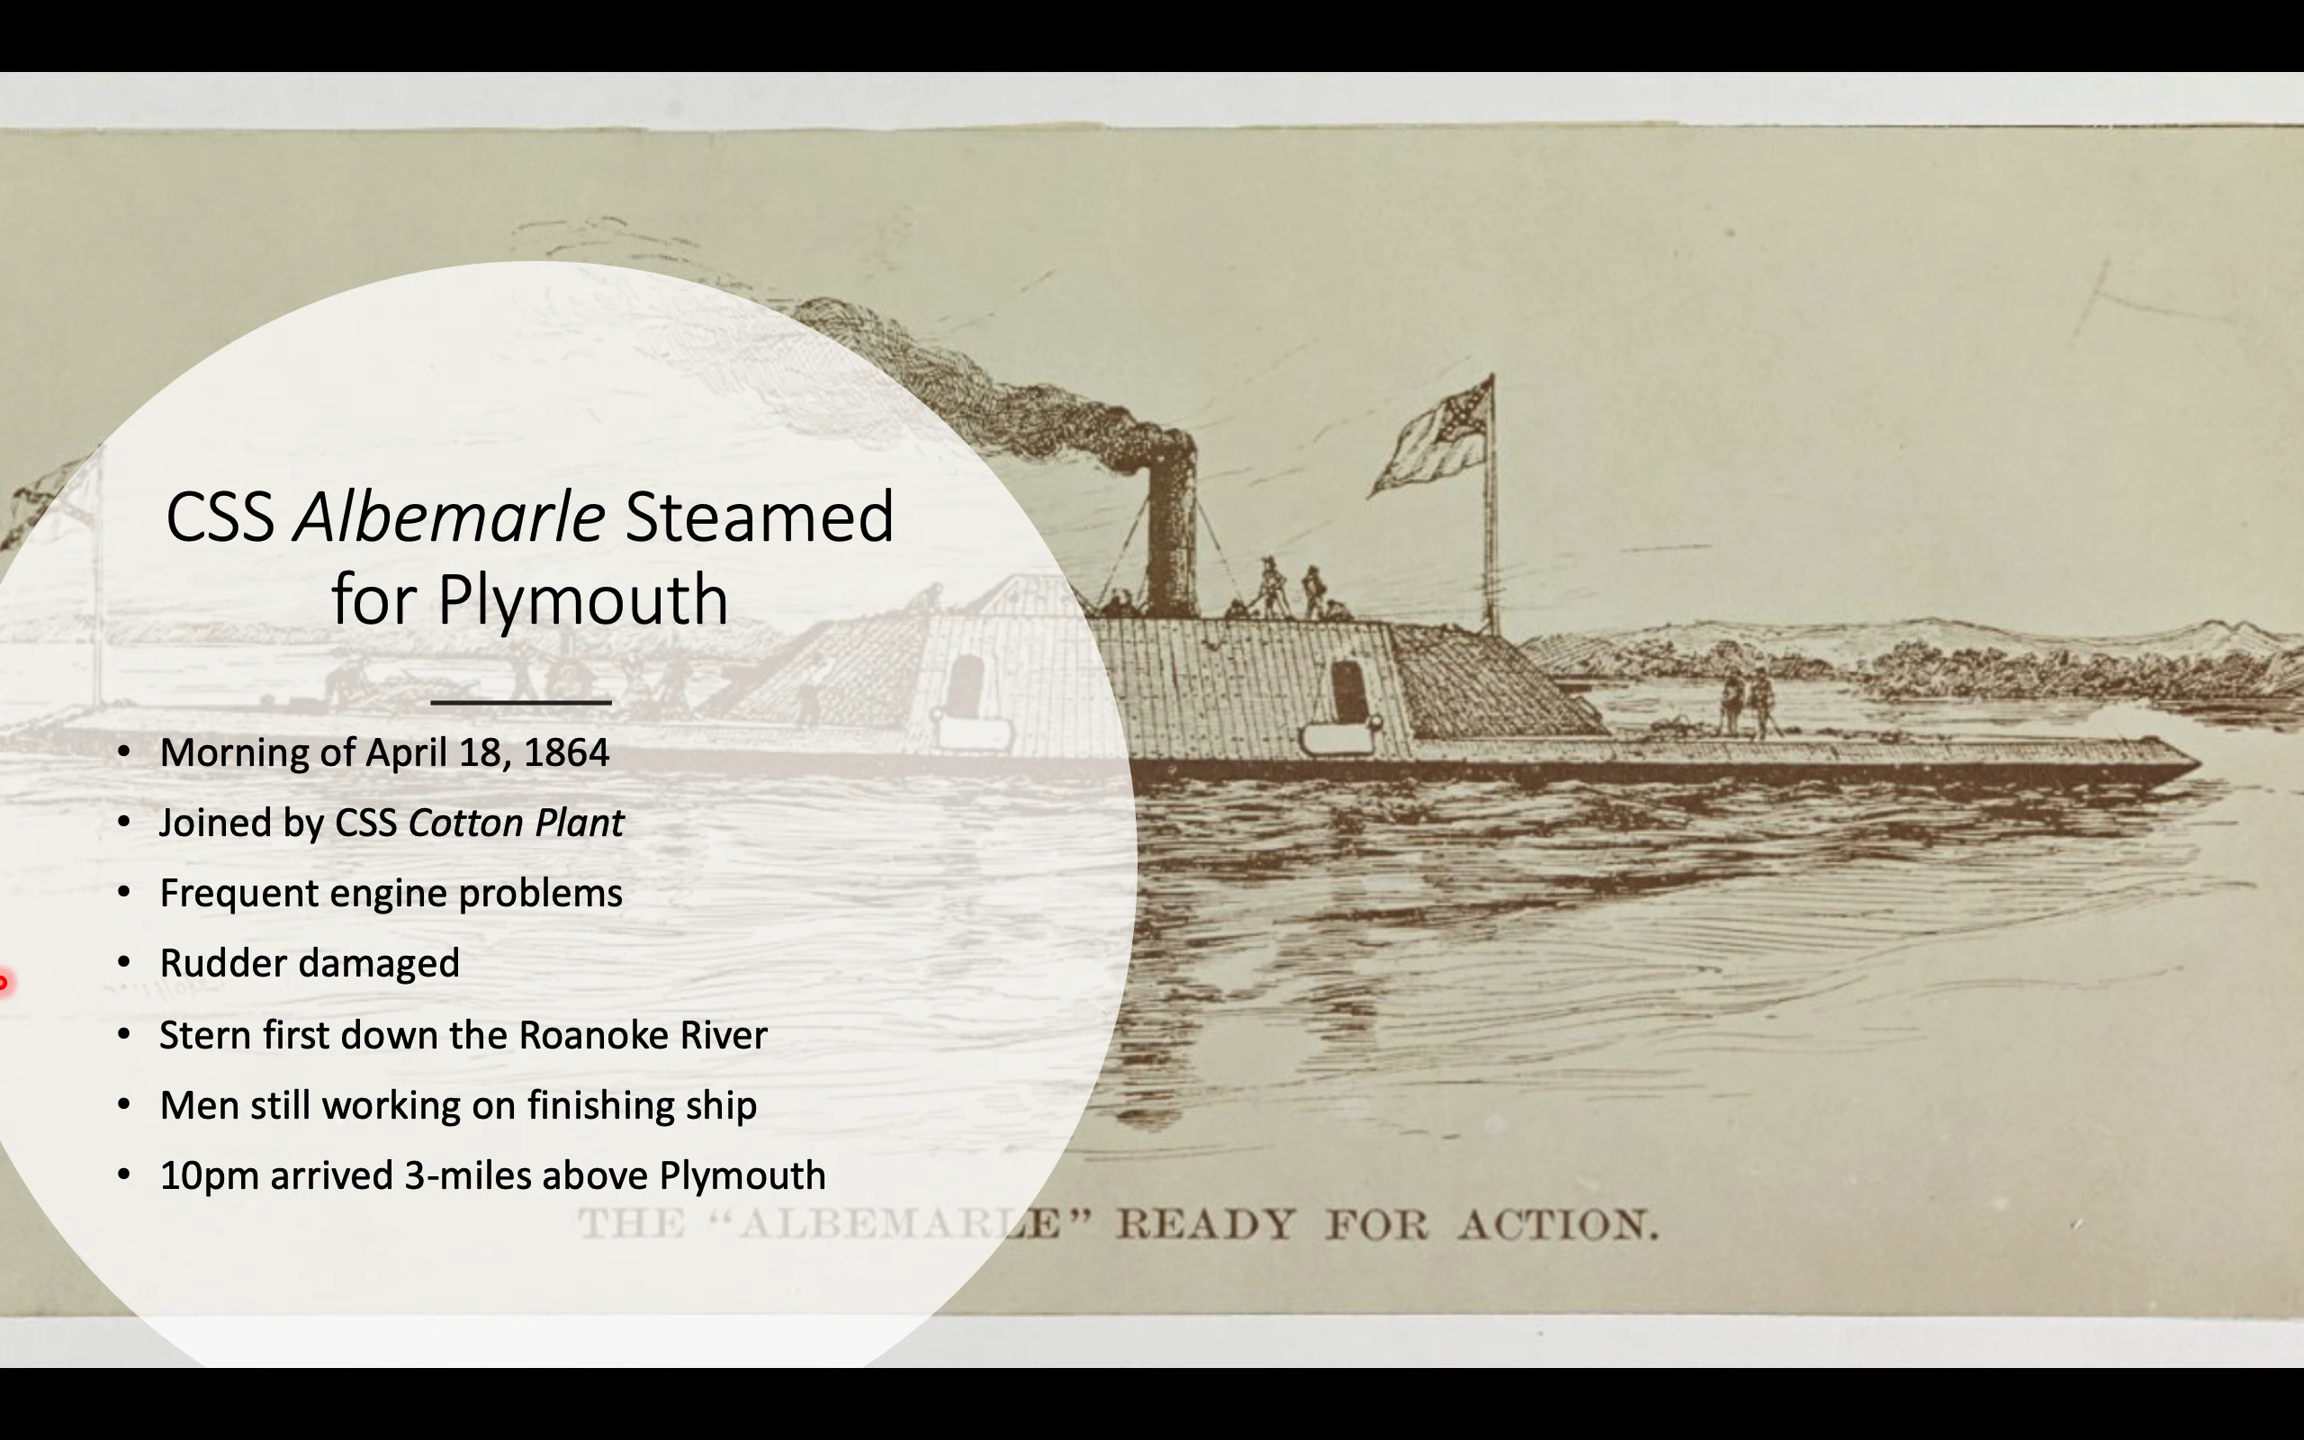 CSS Albemarle Steamed
for Plymouth
• Morning of April 18, 1864
• Joined by CSS Cotton Plant
• Frequent engine problems
• Rudder damaged
• Stern first down the Roanoke River
• Men still working on finishing ship
• 10pm arrived 3-miles above Plymouth
THE “ALBEMARLE” READY FOR ACTION.